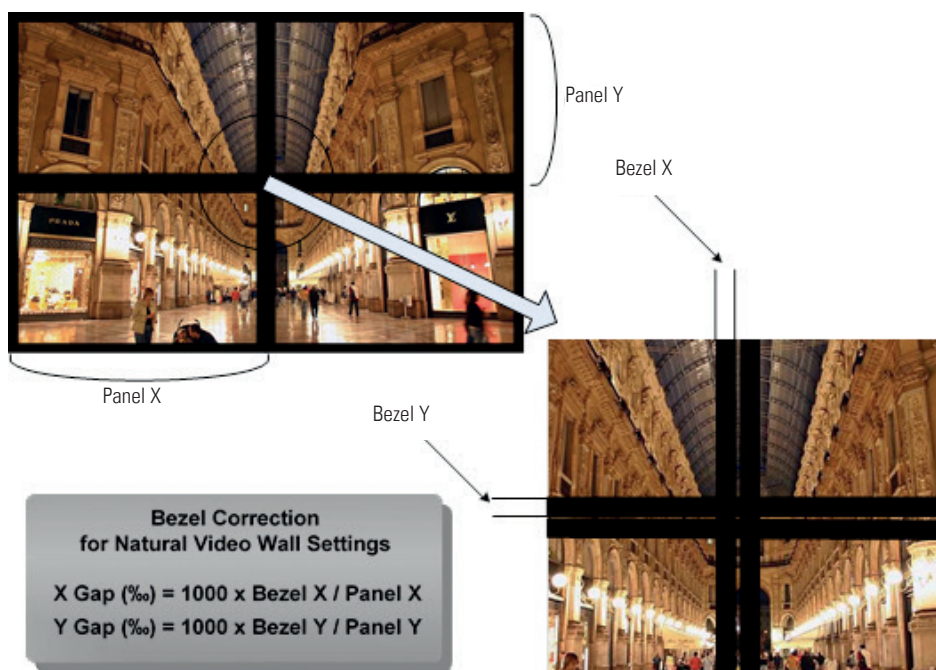 Panel Y
Bezel X
PRADA
Panel X
Bezel Y
Bezel Correction
for Natural Video Wall Settings
X Gap (‰) = 1000 x Bezel X / Panel X
Y Gap (‰) = 1000 x Bezel Y / Panel Y